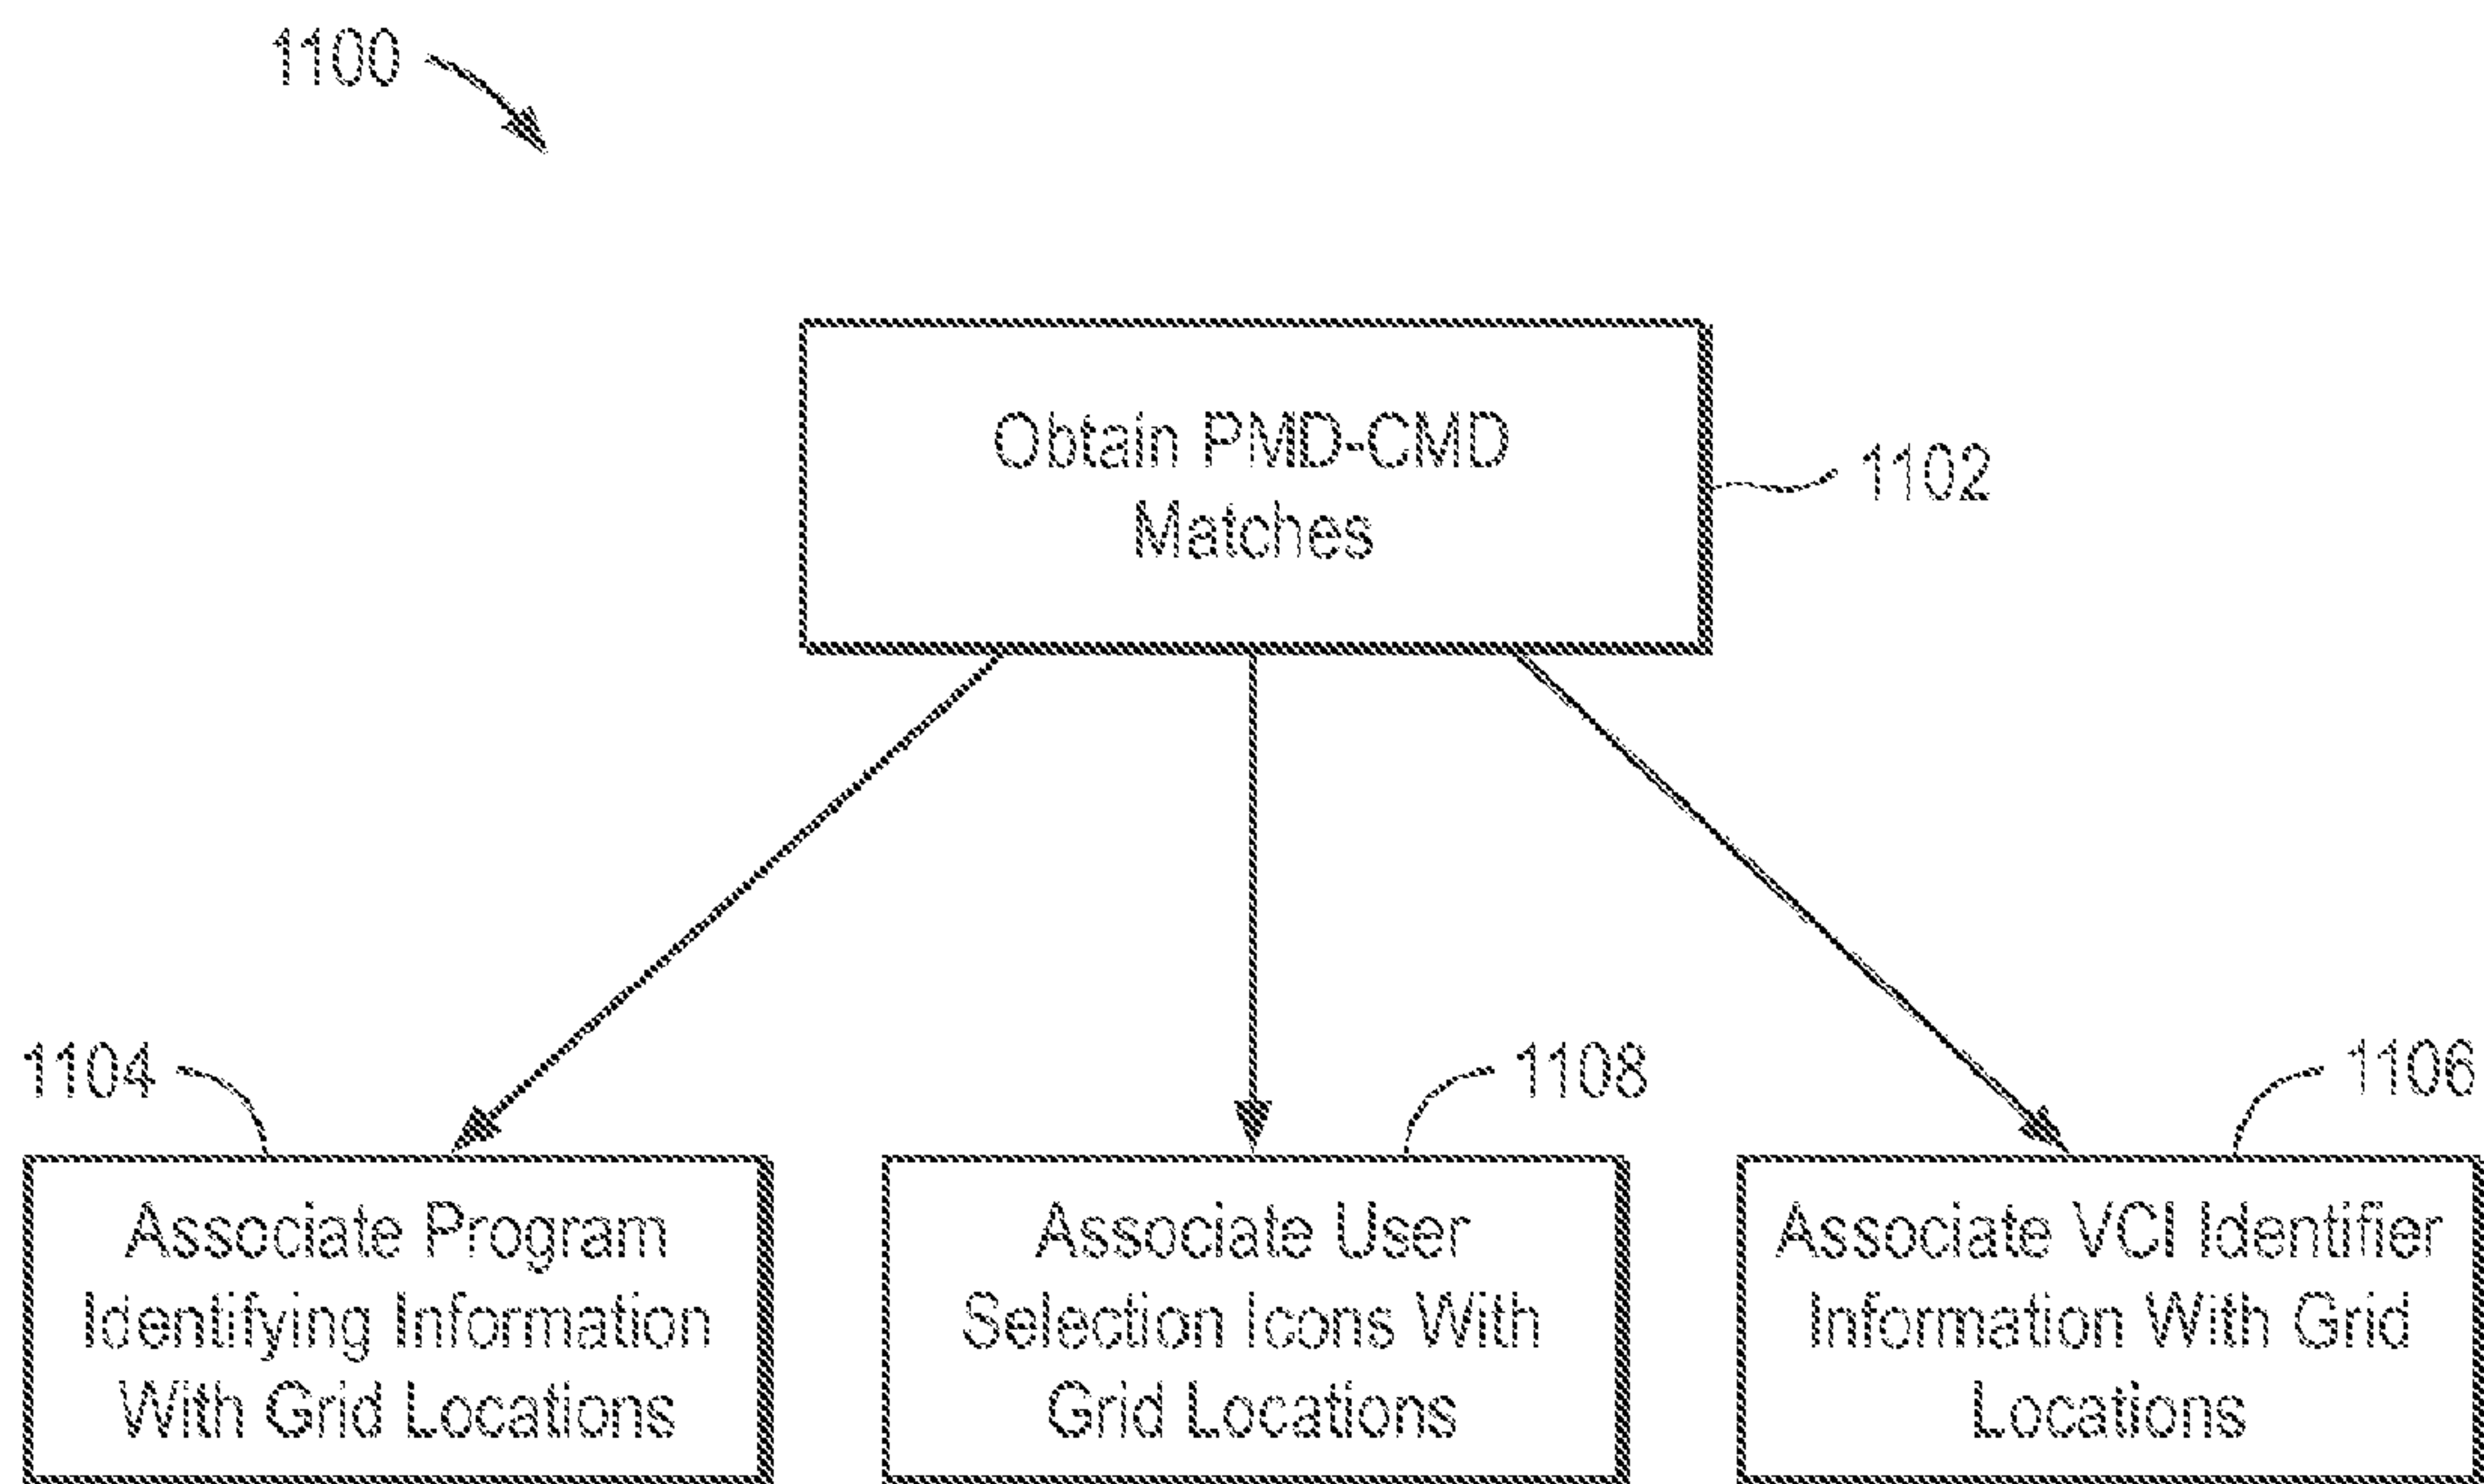 1100
Obtain PMD-CMD
Matches
1102
1104
1108
1106
Associate Program
Identifying Information
With Grid Locations
Associate User
Selection Icons With
Grid Locations
Associate VCI Identifier
Information With Grid
Locations